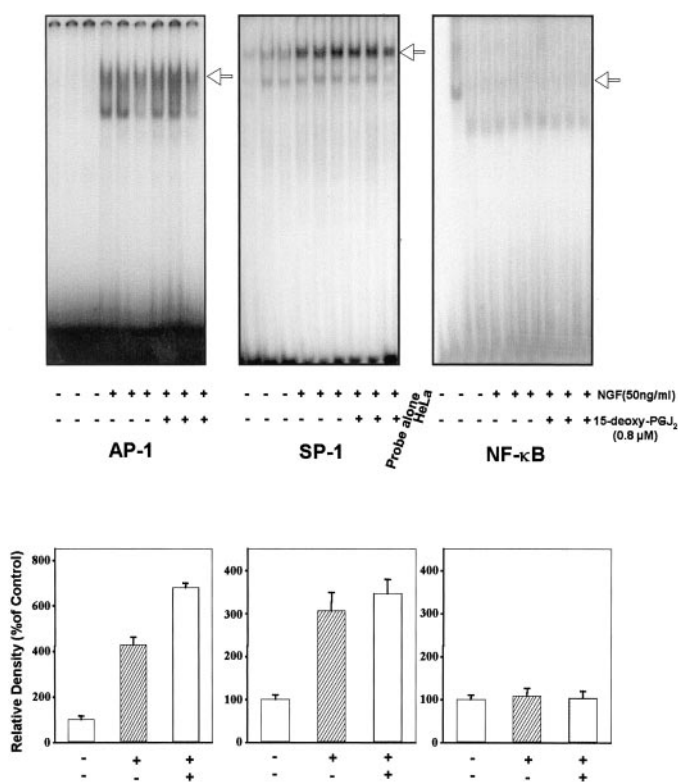 - - - + + + + + +
- - - - - - + + +
AP-1
- - - + + + + + +
- - - - - - + + +
SP-1
Probe alone
HeLa
- - - + + + + + + NGF(50ng/ml)
- - - - - - + + + 15-deoxy-PGJ₂
(0.8 μM)
NF-κB
Relative Density (%of Control)
800
600
400
200
0
- + +
- - +
400
300
200
100
0
- + +
- - +
400
300
200
100
0
- + +
- - +